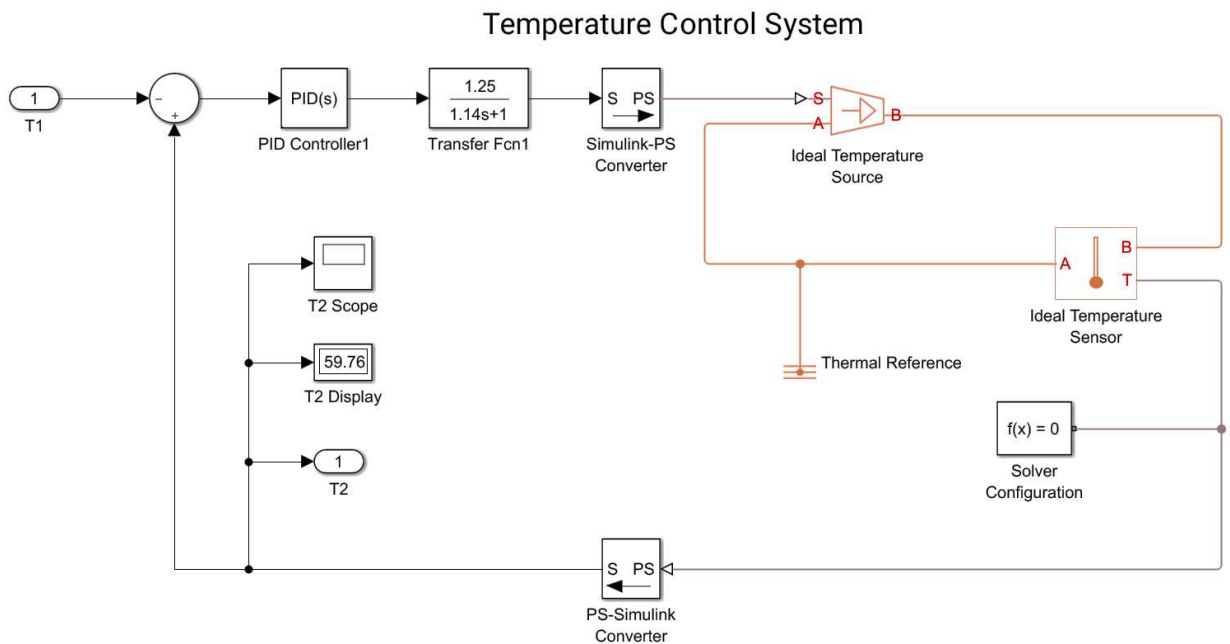 Temperature Control System
1
T1
−
+
PID(s)
PID Controller1
1.25
1.14s+1
Transfer Fcn1
S PS
Simulink-PS
Converter
S
A
B
Ideal Temperature
Source
T2 Scope
59.76
T2 Display
1
T2
A
B
T
Ideal Temperature
Sensor
Thermal Reference
f(x) = 0
Solver
Configuration
S PS
PS-Simulink
Converter